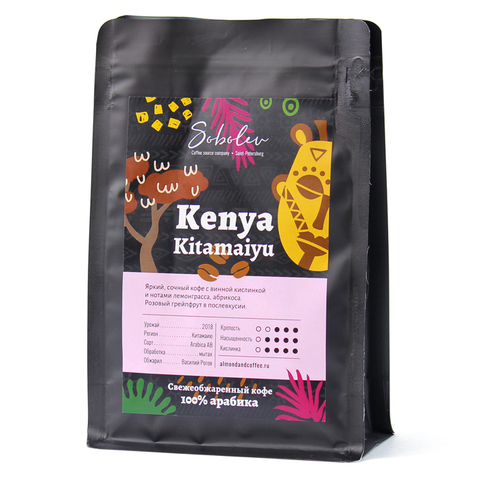 Sobolev
Coffee source company • Saint-Petersberg
Kenya
Kitamaiyu
Яркий, сочный кофе с винной кислинкой
и нотами лемонграсса, абрикоса.
Розовый грейпфрут в послевкусии.
Урожай 2018
Регион Китамаию
Сорт Arabica AB
Обработка мытая
Обжарил Василий Рогов
Крепость
Насыщенность
Кислинка
almondandcoffee.ru
Свежеобжаренный кофе
100% арабика